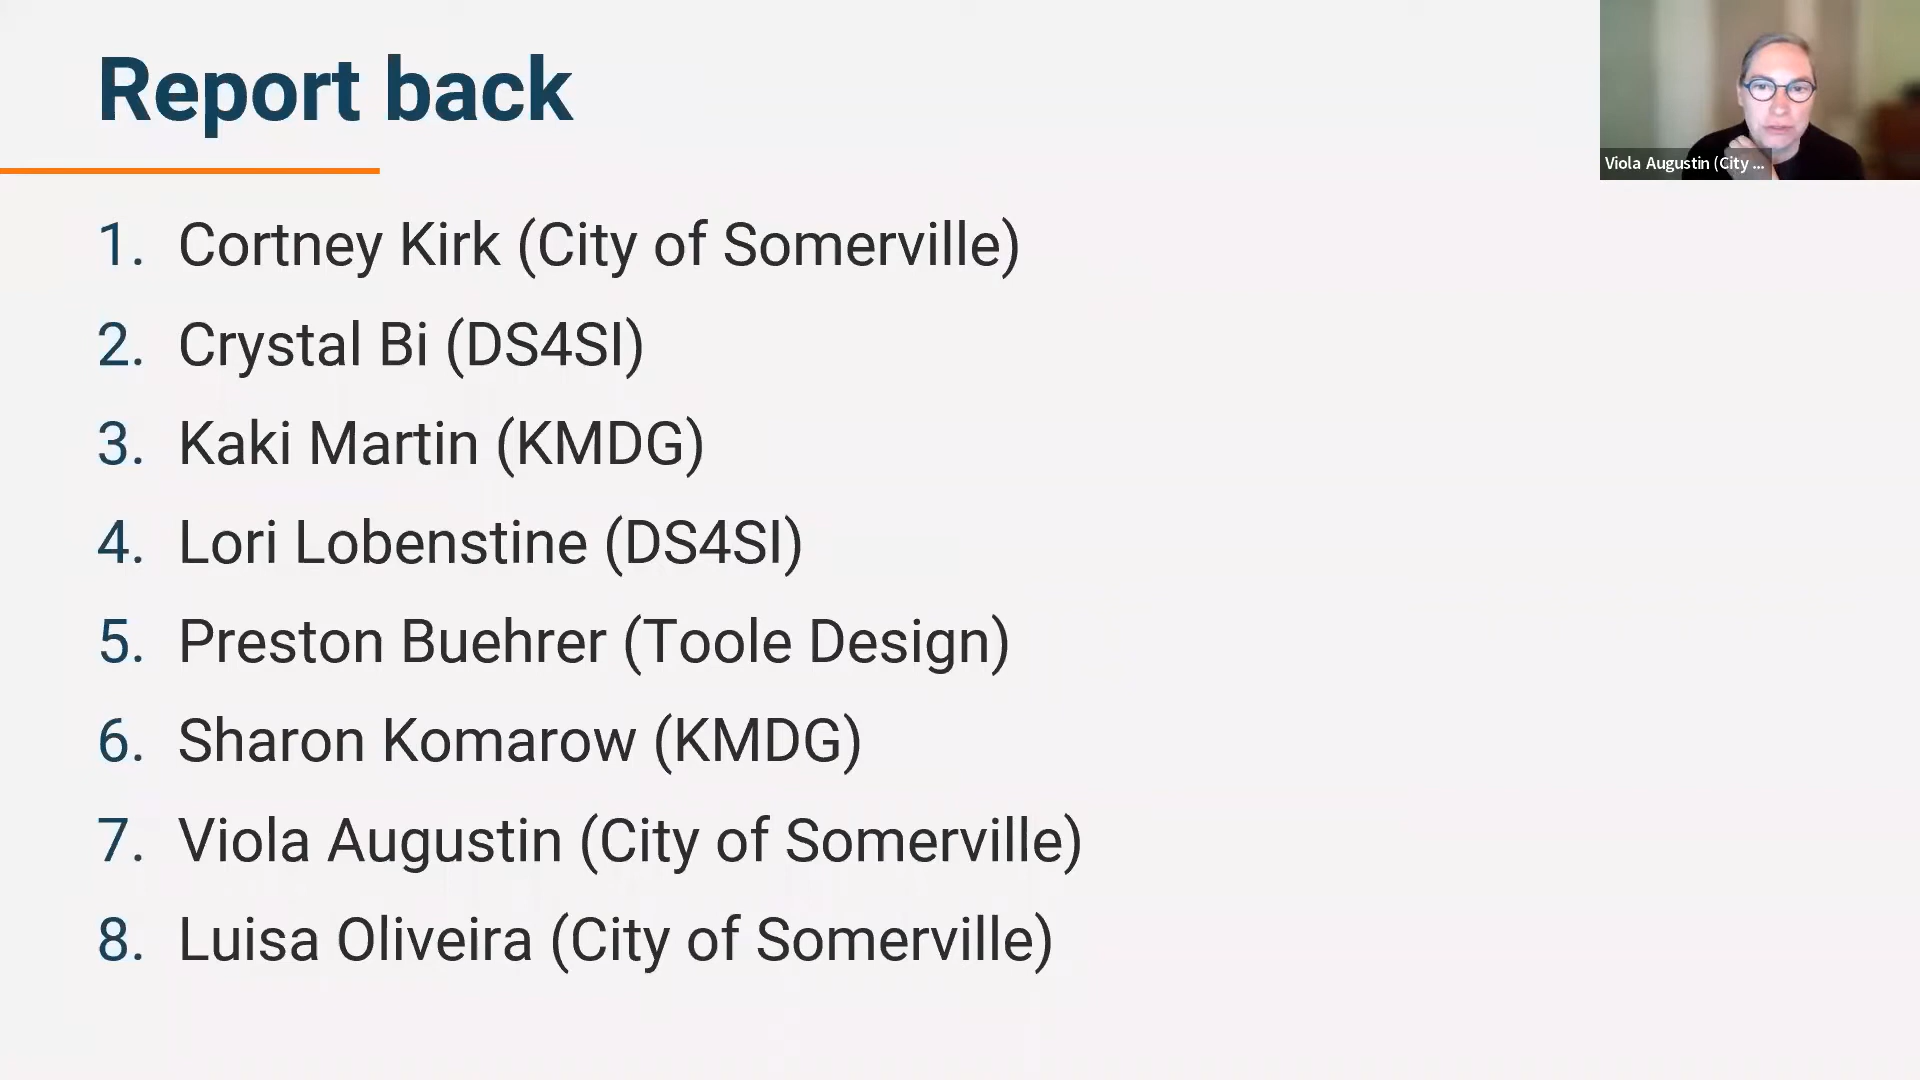 Report back
Viola Augustin (City ...
1. Cortney Kirk (City of Somerville)
2. Crystal Bi (DS4SI)
3. Kaki Martin (KMDG)
4. Lori Lobenstine (DS4SI)
5. Preston Buehrer (Toole Design)
6. Sharon Komarow (KMDG)
7. Viola Augustin (City of Somerville)
8. Luisa Oliveira (City of Somerville)